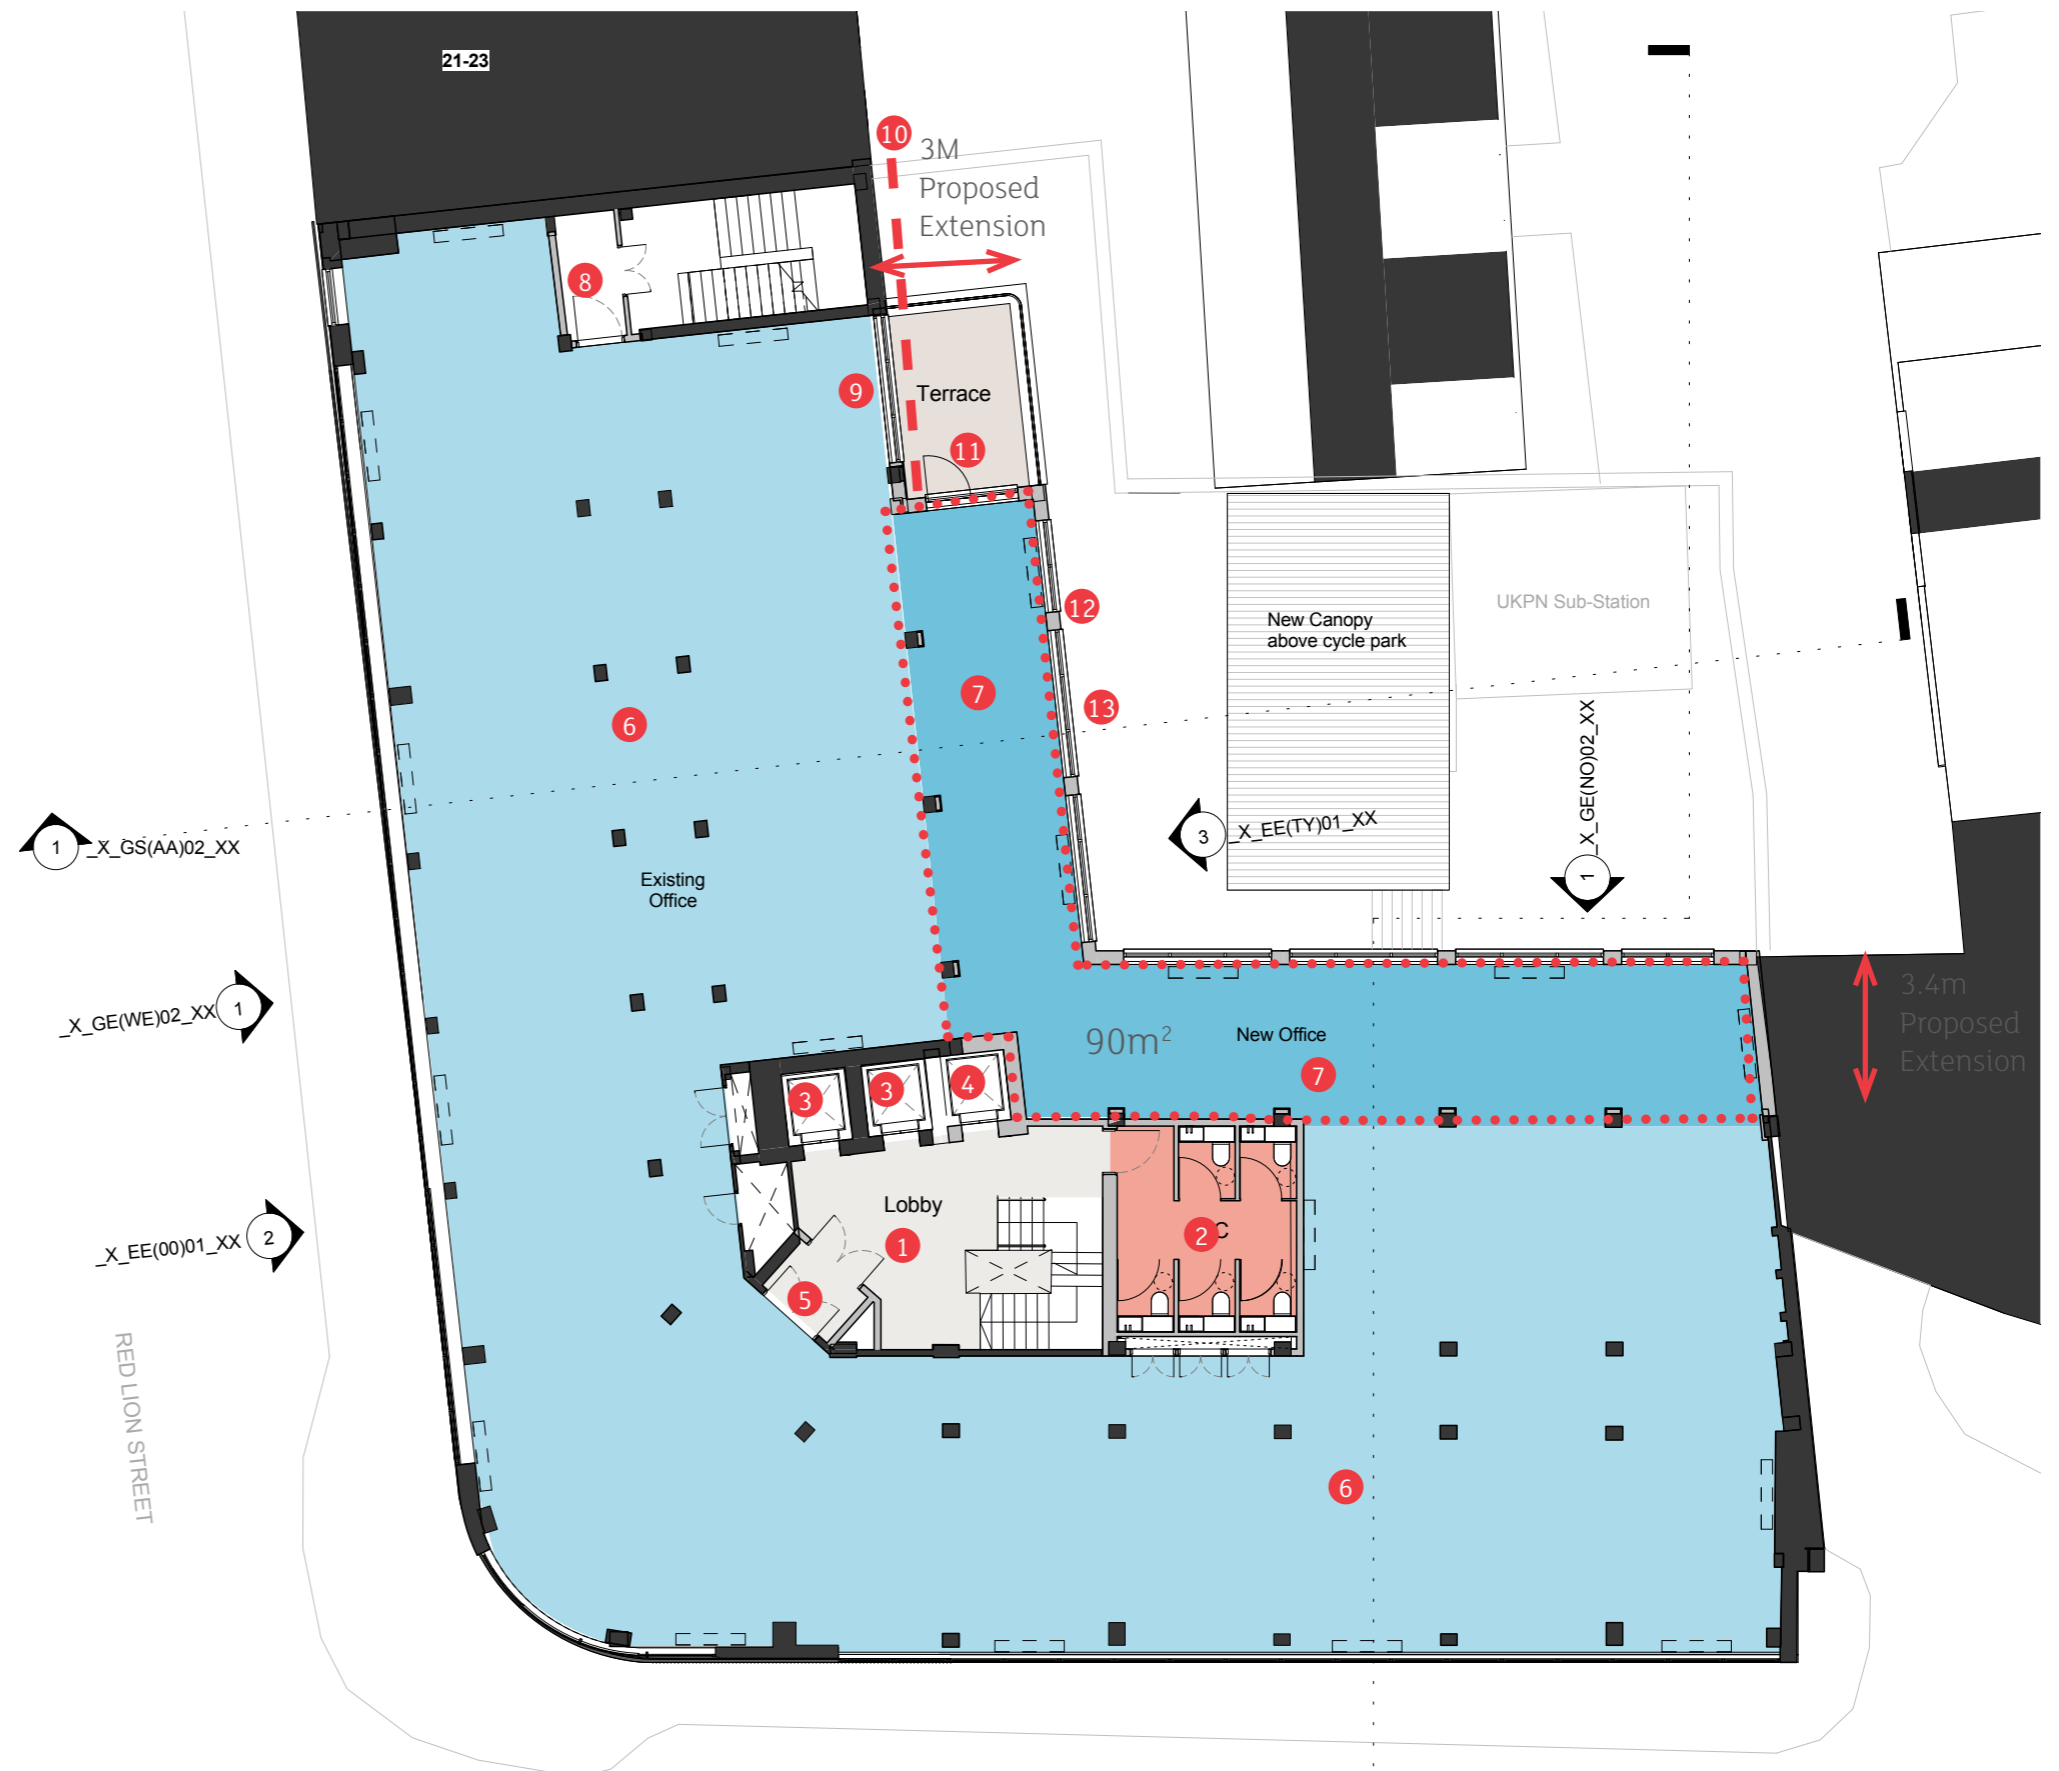 21-23
10
3M
Proposed
Extension
8
9
Terrace
11
12
7
13
6
New Canopy
above cycle park
UKPN Sub-Station
1
_X_GS(AA)02_XX
3
_X_EE(TY)01_XX
_X_GE(NO)02_XX
1
Existing
Office
_X_GE(WE)02_XX
1
90m²
New Office
7
3.4m
Proposed
Extension
3
3
4
Lobby
1
2
C
5
_X_EE(00)01_XX
2
RED LION STREET
6